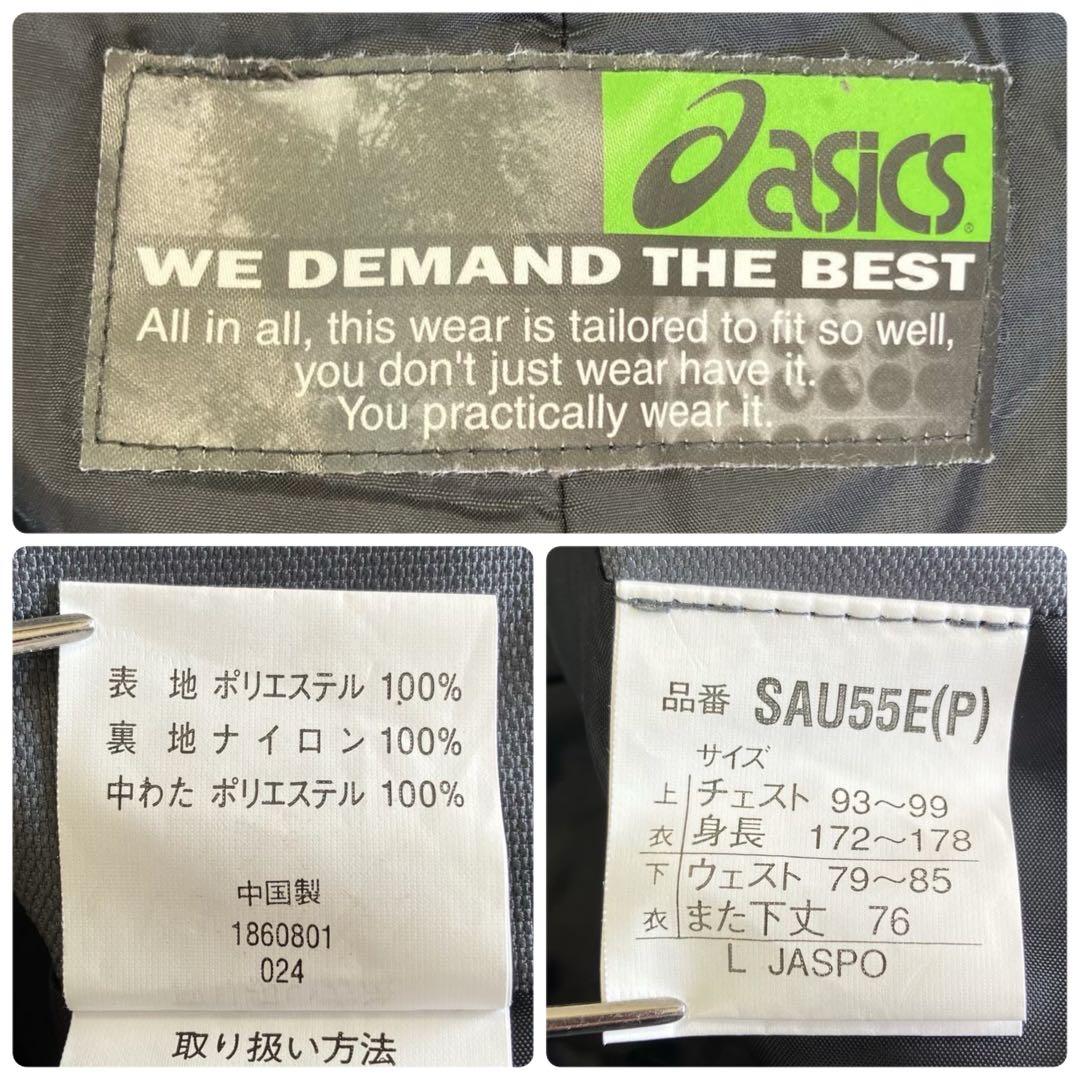 asics
WE DEMAND THE BEST
All in all, this wear is tailored to fit so well,
you don't just wear have it.
You practically wear it.
表 地 ポリエステル 100%
裏 地 ナイロン 100%
中わた ポリエステル 100%
中国製
1860801
024
取り扱い方法
品番 SAU55E(P)
サイズ
上 チェスト 93〜99
衣 身長 172〜178
下 ウェスト 79〜85
衣 また下丈 76
L JASPO